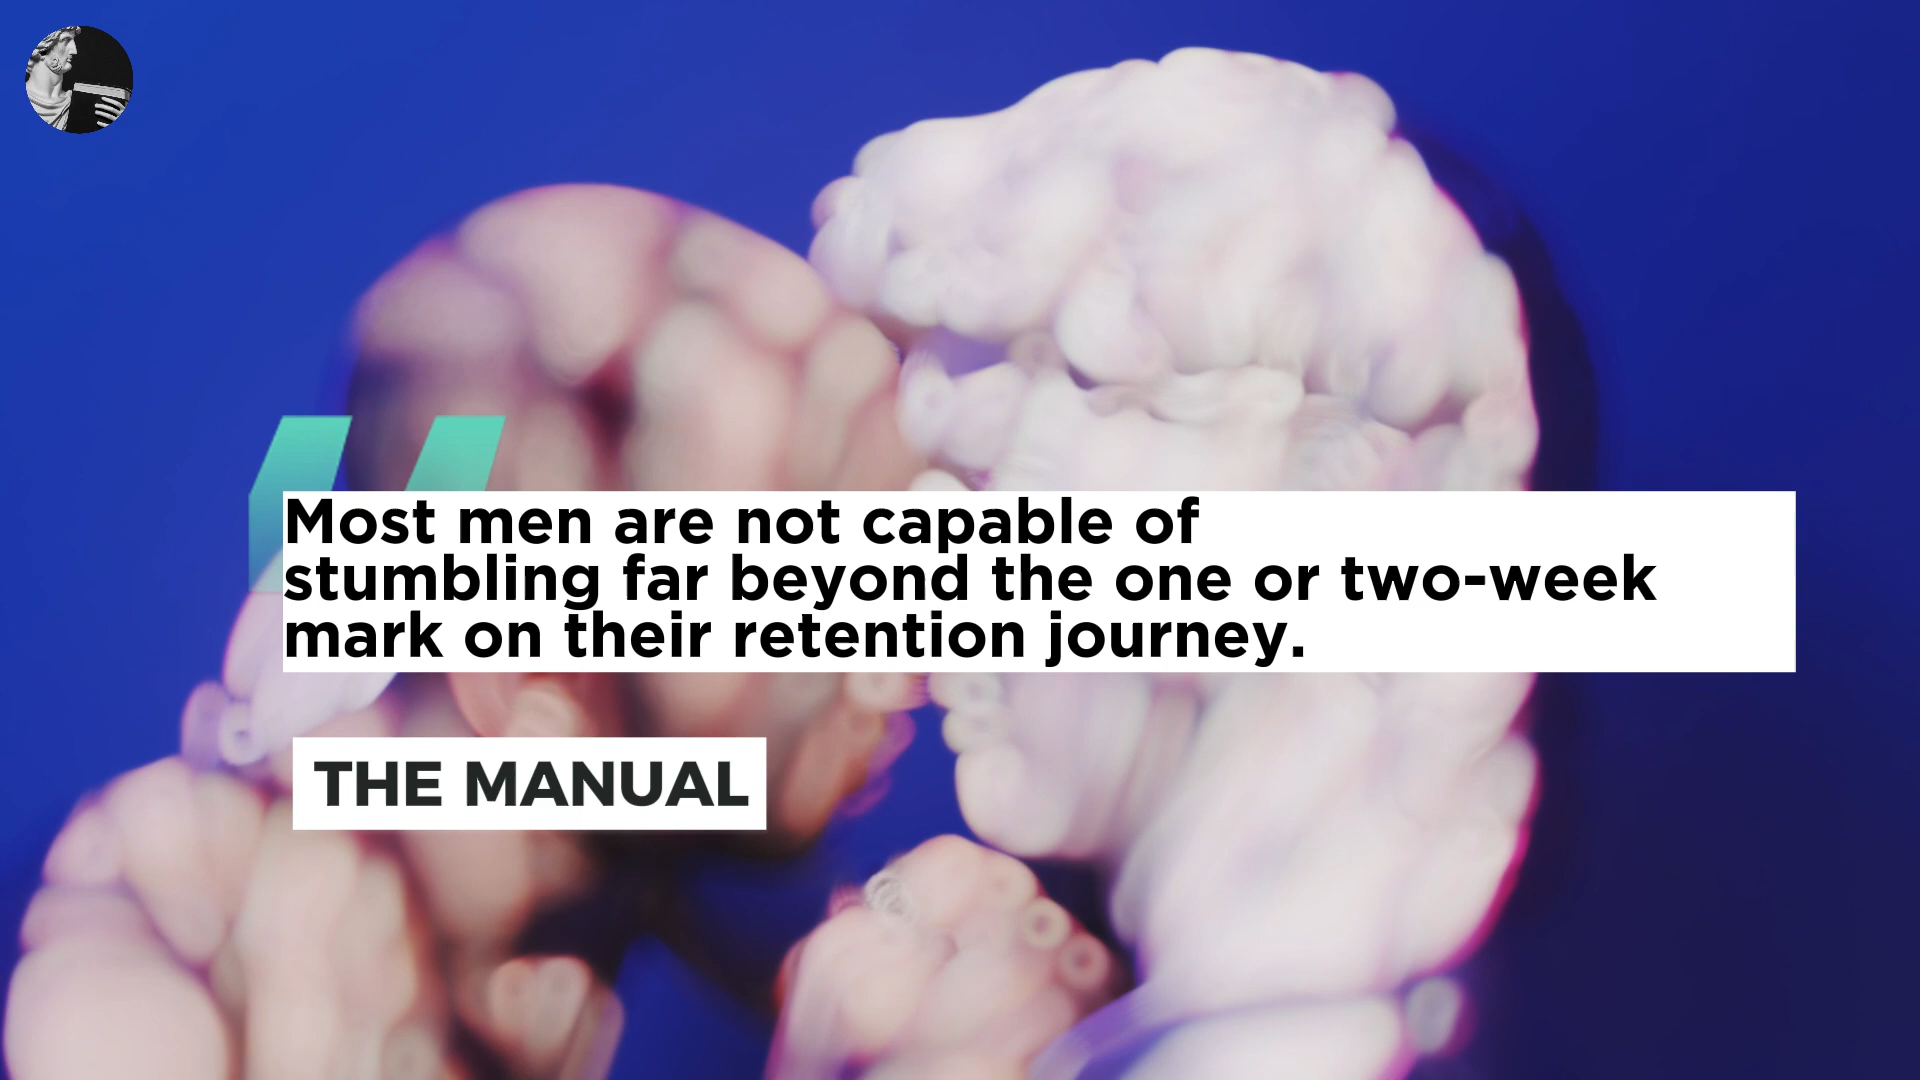 Most men are not capable of
stumbling far beyond the one or two-week
mark on their retention journey.
THE MANUAL